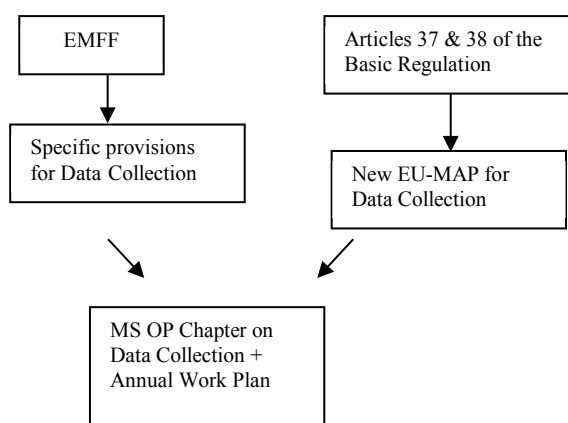 EMFF
Articles 37 & 38 of the
Basic Regulation
Specific provisions
for Data Collection
New EU-MAP for
Data Collection
MS OP Chapter on
Data Collection +
Annual Work Plan